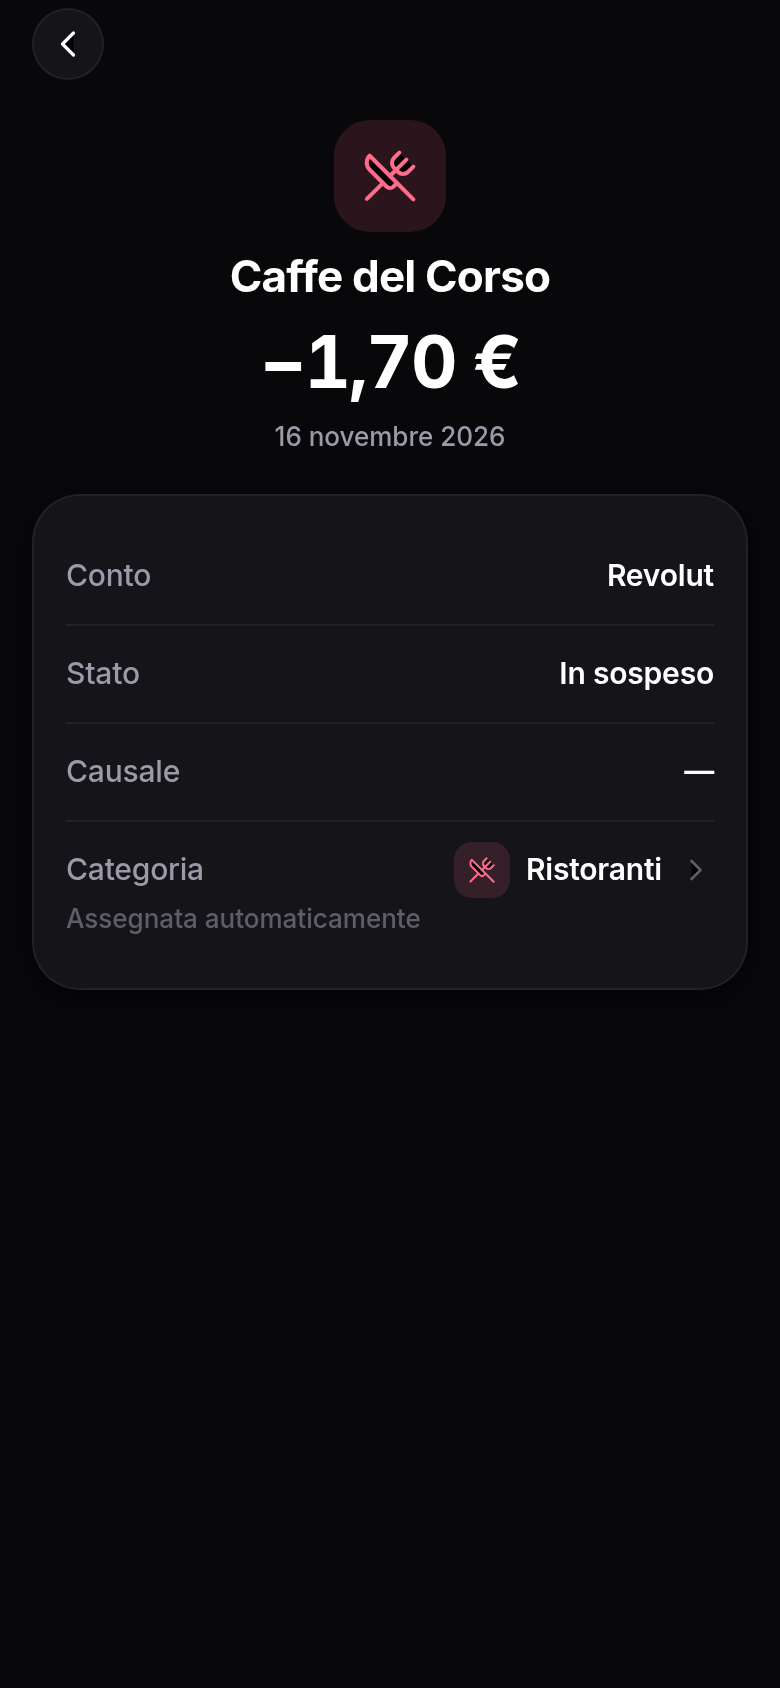 Caffe del Corso
−1,70 €
16 novembre 2026
Conto Revolut
Stato In sospeso
Causale —
Categoria Ristoranti
Assegnata automaticamente